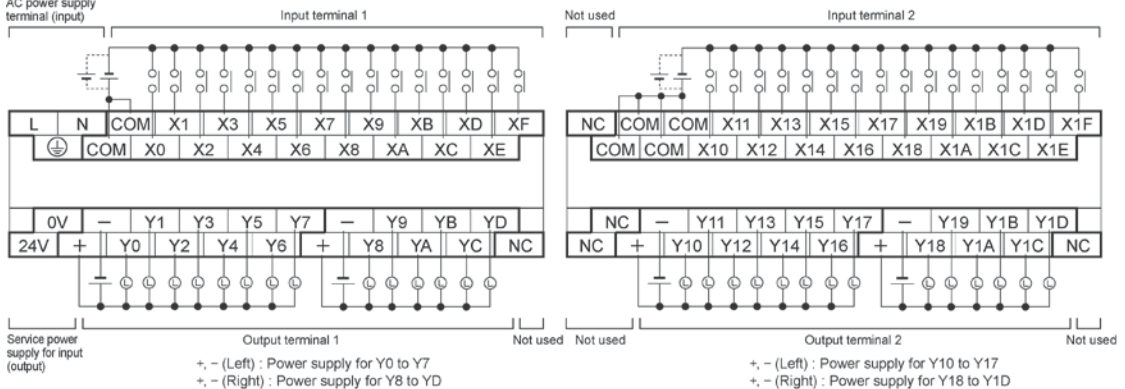 AC power supply
terminal (input)
Input terminal 1
Not used
Input terminal 2
L N COM X1 X3 X5 X7 X9 XB XD XF
COM X0 X2 X4 X6 X8 XA XC XE
NC COM COM X11 X13 X15 X17 X19 X1B X1D X1F
COM COM X10 X12 X14 X16 X18 X1A X1C X1E
0V − Y1 Y3 Y5 Y7 − Y9 YB YD
24V + Y0 Y2 Y4 Y6 + Y8 YA YC NC
L L L L L L L L L L L L L L
NC − Y11 Y13 Y15 Y17 − Y19 Y1B Y1D
NC + Y10 Y12 Y14 Y16 + Y18 Y1A Y1C NC
L L L L L L L L L L L L L L
Service power
supply for input
(output)
Output terminal 1
Not used
+, − (Left) : Power supply for Y0 to Y7
+, − (Right) : Power supply for Y8 to YD
Not used
Output terminal 2
Not used
+, − (Left) : Power supply for Y10 to Y17
+, − (Right) : Power supply for Y18 to Y1D